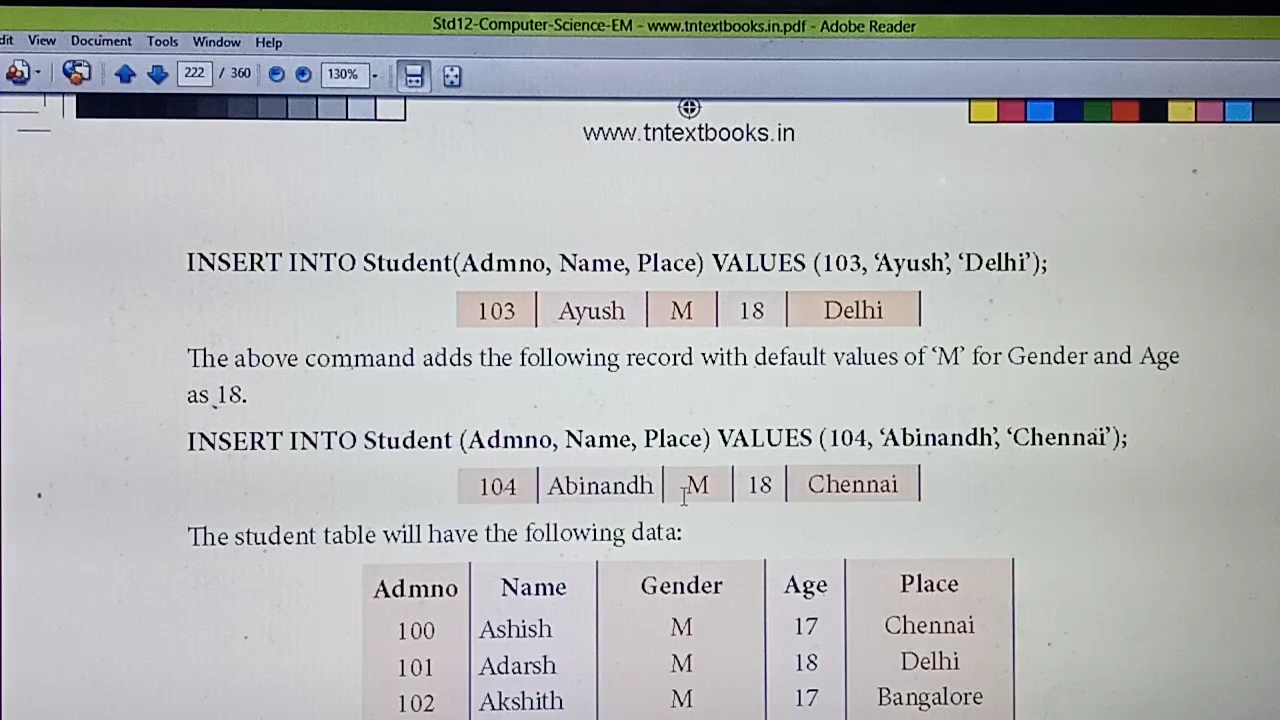 Std12-Computer-Science-EM - www.tntextbooks.in.pdf - Adobe Reader
dit View Document Tools Window Help
222 / 360 130%
www.tntextbooks.in
INSERT INTO Student(Admno, Name, Place) VALUES (103, ‘Ayush’, ‘Delhi’);
103 Ayush M 18 Delhi
The above command adds the following record with default values of ‘M’ for Gender and Age
as 18.
INSERT INTO Student (Admno, Name, Place) VALUES (104, ‘Abinandh’, ‘Chennai’);
104 Abinandh M 18 Chennai
The student table will have the following data:
Admno Name Gender Age Place
100 Ashish M 17 Chennai
101 Adarsh M 18 Delhi
102 Akshith M 17 Bangalore